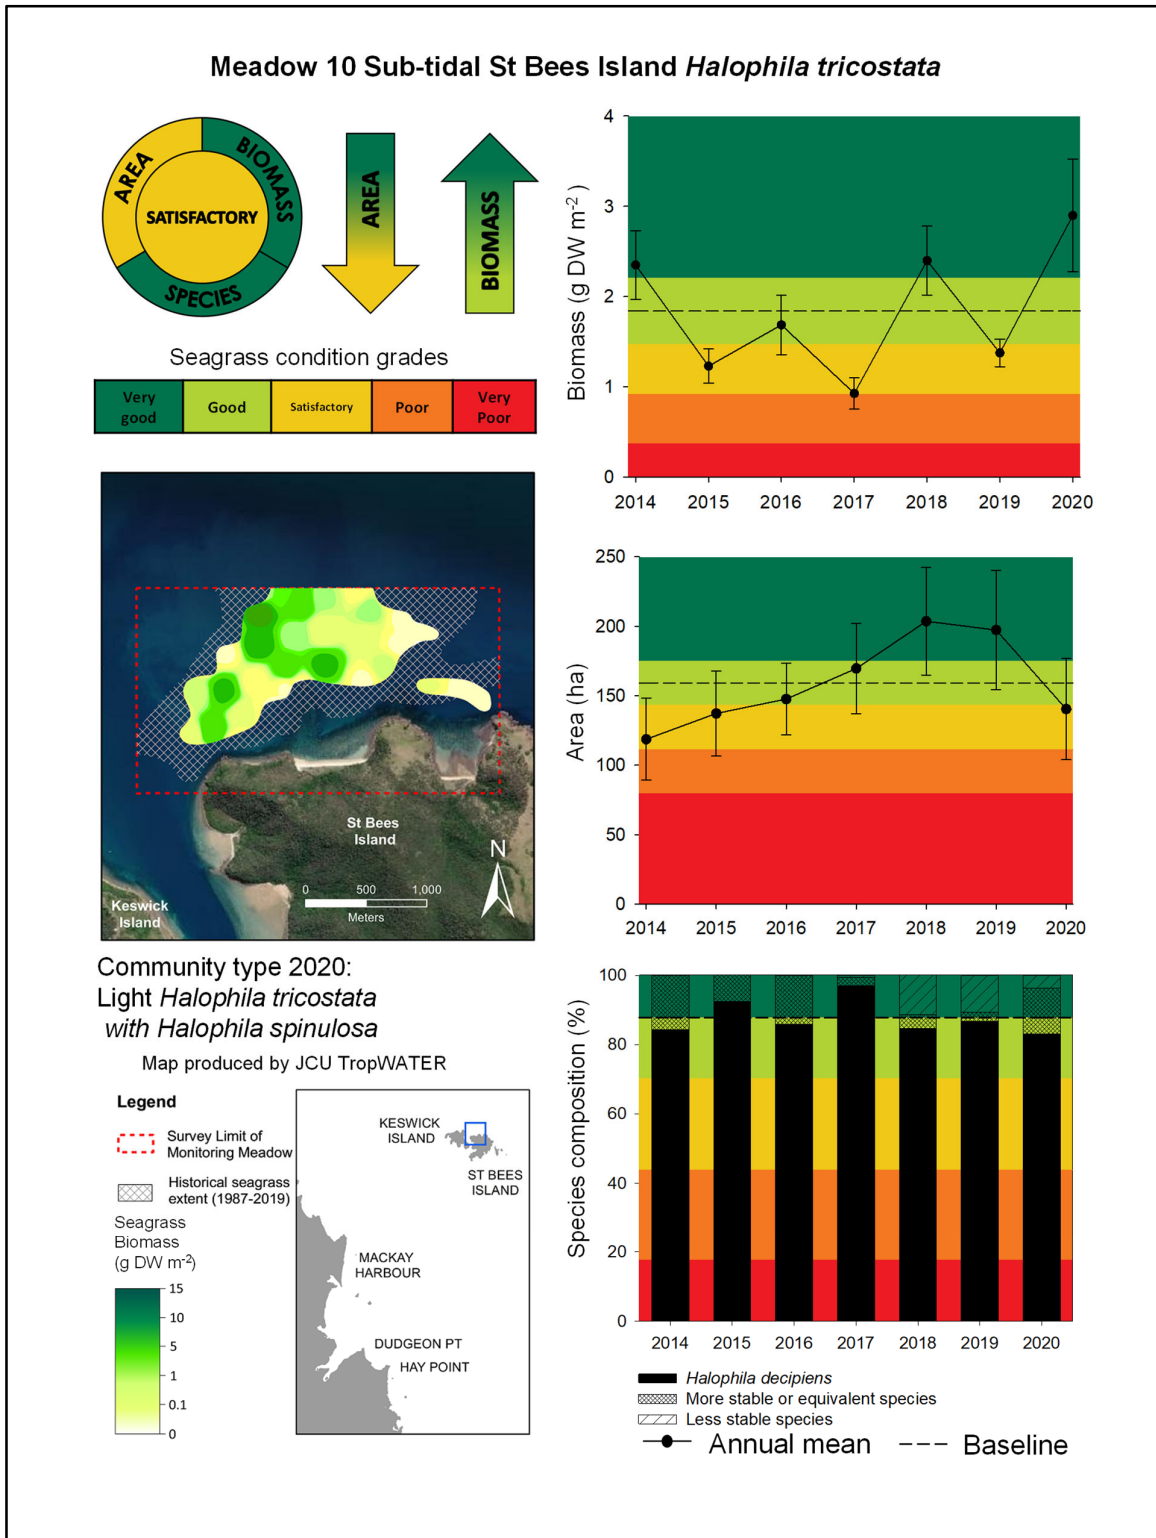 Meadow 10 Sub-tidal St Bees Island Halophila tricostata
AREA
BIOMASS
SATISFACTORY
SPECIES
AREA
BIOMASS
Seagrass condition grades
Very good
Good
Satisfactory
Poor
Very Poor
Biomass (g DW m-2 )
4
3
2
1
0
2014 2015 2016 2017 2018 2019 2020
St Bees
Island
N
0 500 1,000
Meters
Keswick
Island
Area (ha)
250
200
150
100
50
0
2014 2015 2016 2017 2018 2019 2020
Community type 2020:
Light Halophila tricostata
with Halophila spinulosa
Map produced by JCU TropWATER
Legend
Survey Limit of
Monitoring Meadow
Historical seagrass
extent (1987-2019)
Seagrass
Biomass
(g DW m-2)
15
10
5
1
0.1
0
KESWICK
ISLAND
ST BEES
ISLAND
MACKAY
HARBOUR
DUDGEON PT
HAY POINT
Species composition (%)
100
80
60
40
20
0
2014 2015 2016 2017 2018 2019 2020
Halophila decipiens
More stable or equivalent species
Less stable species
Annual mean
Baseline